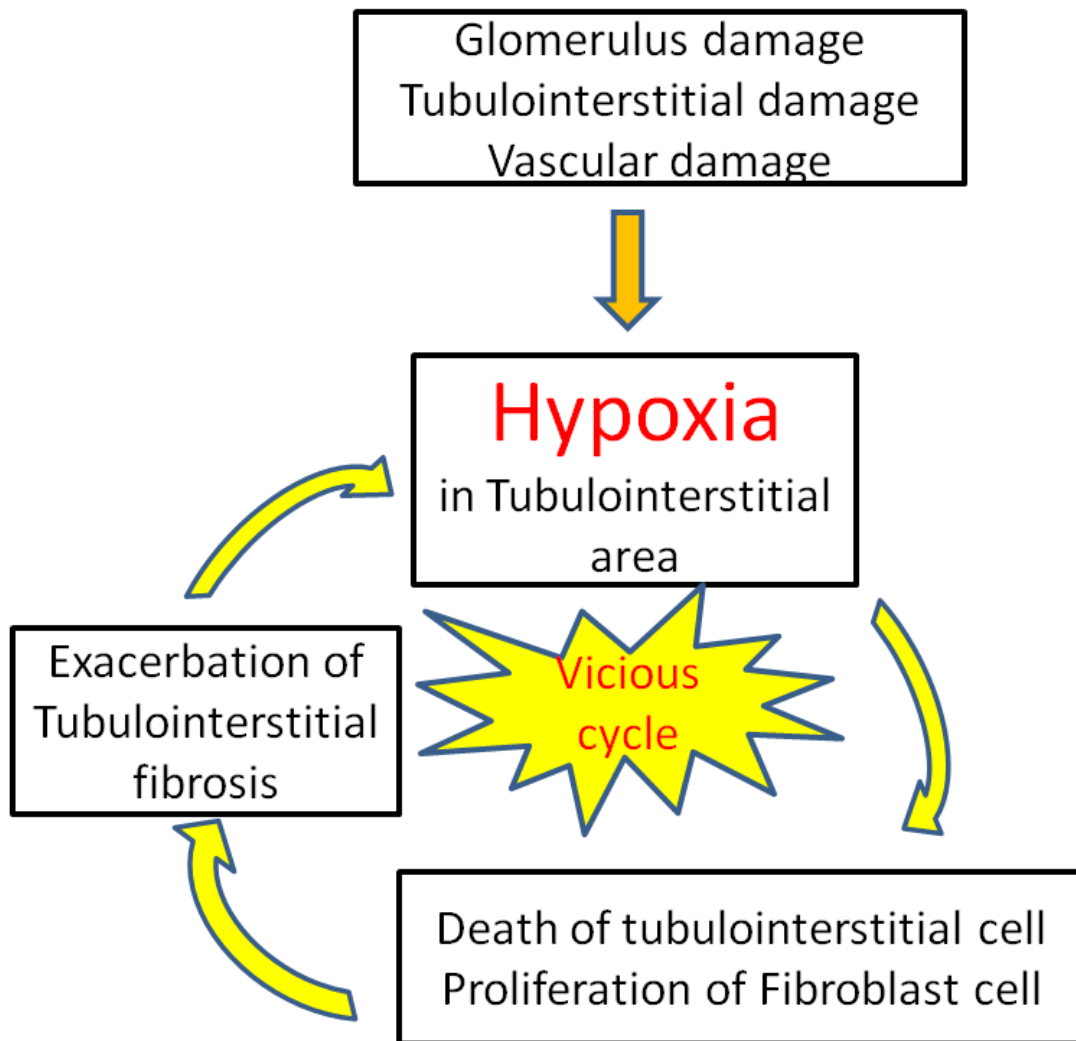 Glomerulus damage
Tubulointerstitial damage
Vascular damage
Hypoxia
in Tubulointerstitial
area
Vicious
cycle
Exacerbation of
Tubulointerstitial
fibrosis
Death of tubulointerstitial cell
Proliferation of Fibroblast cell